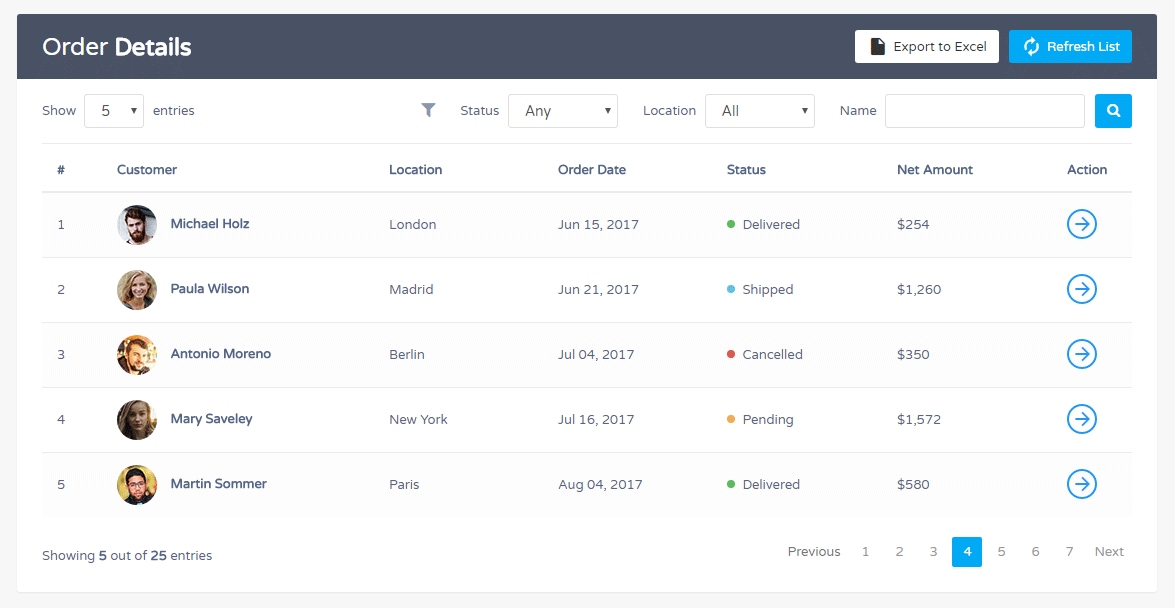 Order Details Export to Excel Refresh List
Show 5 entries Status Any Location All Name
# Customer Location Order Date Status Net Amount Action
1 Michael Holz London Jun 15, 2017 Delivered $254
2 Paula Wilson Madrid Jun 21, 2017 Shipped $1,260
3 Antonio Moreno Berlin Jul 04, 2017 Cancelled $350
4 Mary Saveley New York Jul 16, 2017 Pending $1,572
5 Martin Sommer Paris Aug 04, 2017 Delivered $580
Showing 5 out of 25 entries Previous 1 2 3 4 5 6 7 Next